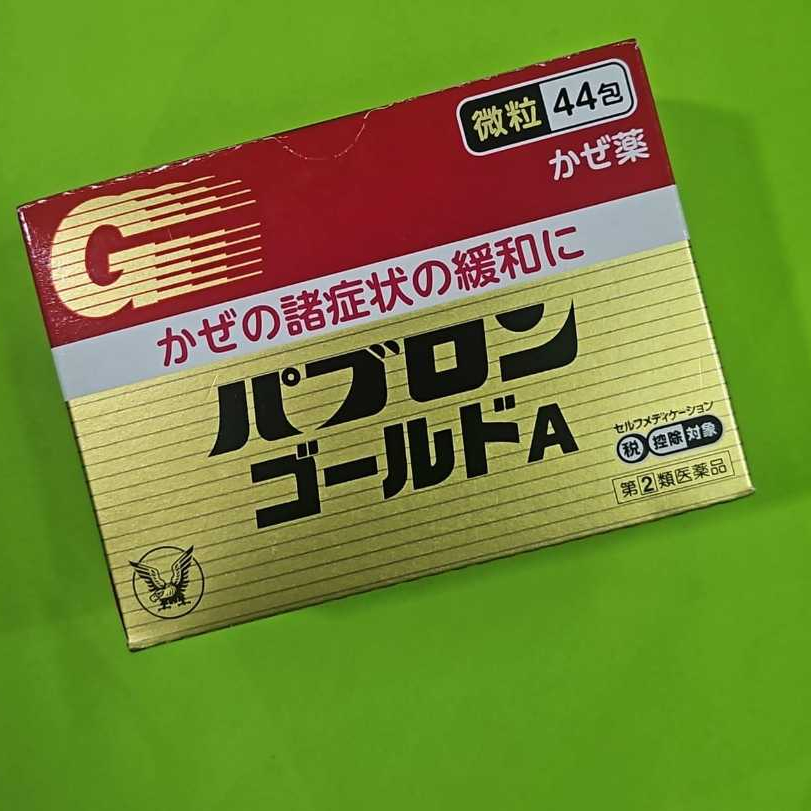 微粒 44包
かぜ薬
G
かぜの諸症状の緩和に
パブロン
ゴールドA
セルフメディケーション
税 控除 対象
第②類医薬品